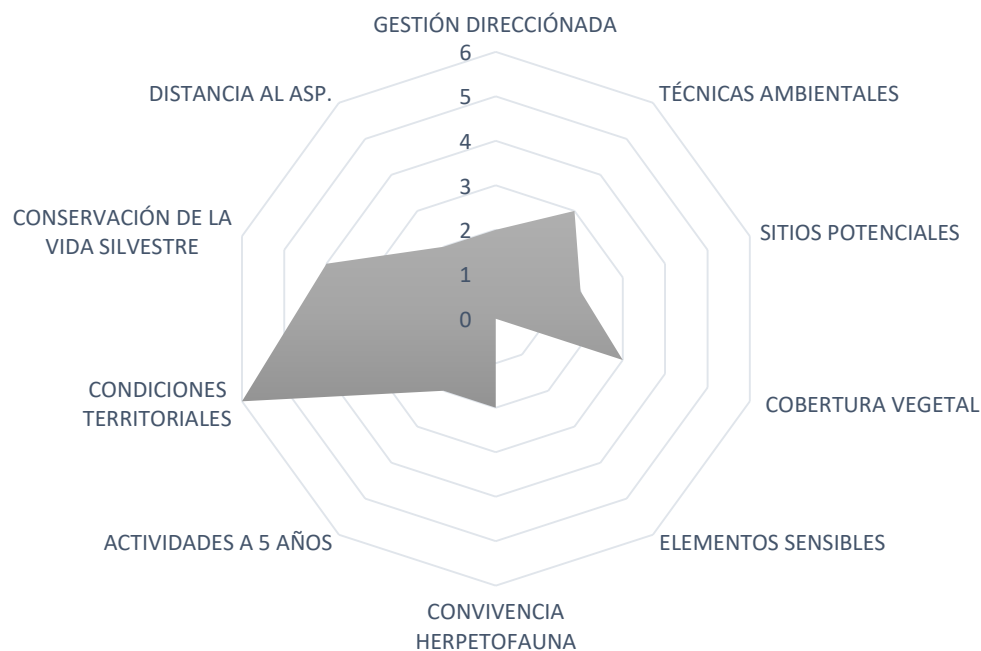 GESTIÓN DIRECCIÓNADA
6
DISTANCIA AL ASP.
5
TÉCNICAS AMBIENTALES
4
3
CONSERVACIÓN DE LA
VIDA SILVESTRE
2
SITIOS POTENCIALES
1
0
CONDICIONES
TERRITORIALES
COBERTURA VEGETAL
ACTIVIDADES A 5 AÑOS
ELEMENTOS SENSIBLES
CONVIVENCIA
HERPETOFAUNA